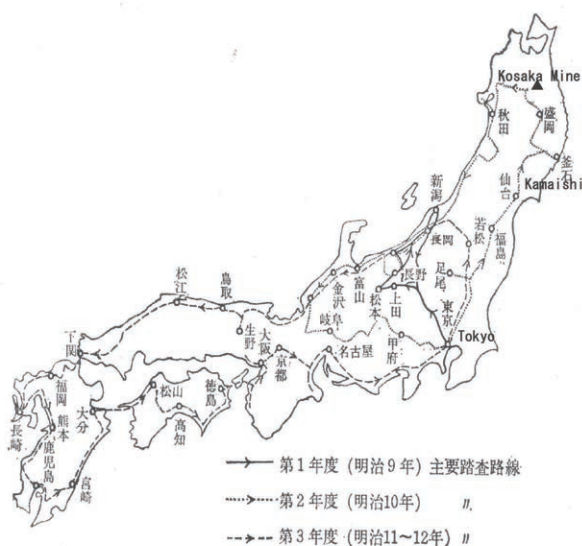 Kosaka Mine
秋田
盛岡
釜石
Kamaishi
仙台
新潟
長岡
若松
福島
足尾
長野
富山
金沢
松本
上田
東京
Tokyo
甲府
岐阜
名古屋
鳥取
松江
生野
大阪
京都
下関
福岡
長崎
熊本
大分
鹿児島
宮崎
松山
高知
徳島
第1年度 (明治9年) 主要踏査路線
第2年度 (明治10年) 〃
第3年度 (明治11~12年) 〃